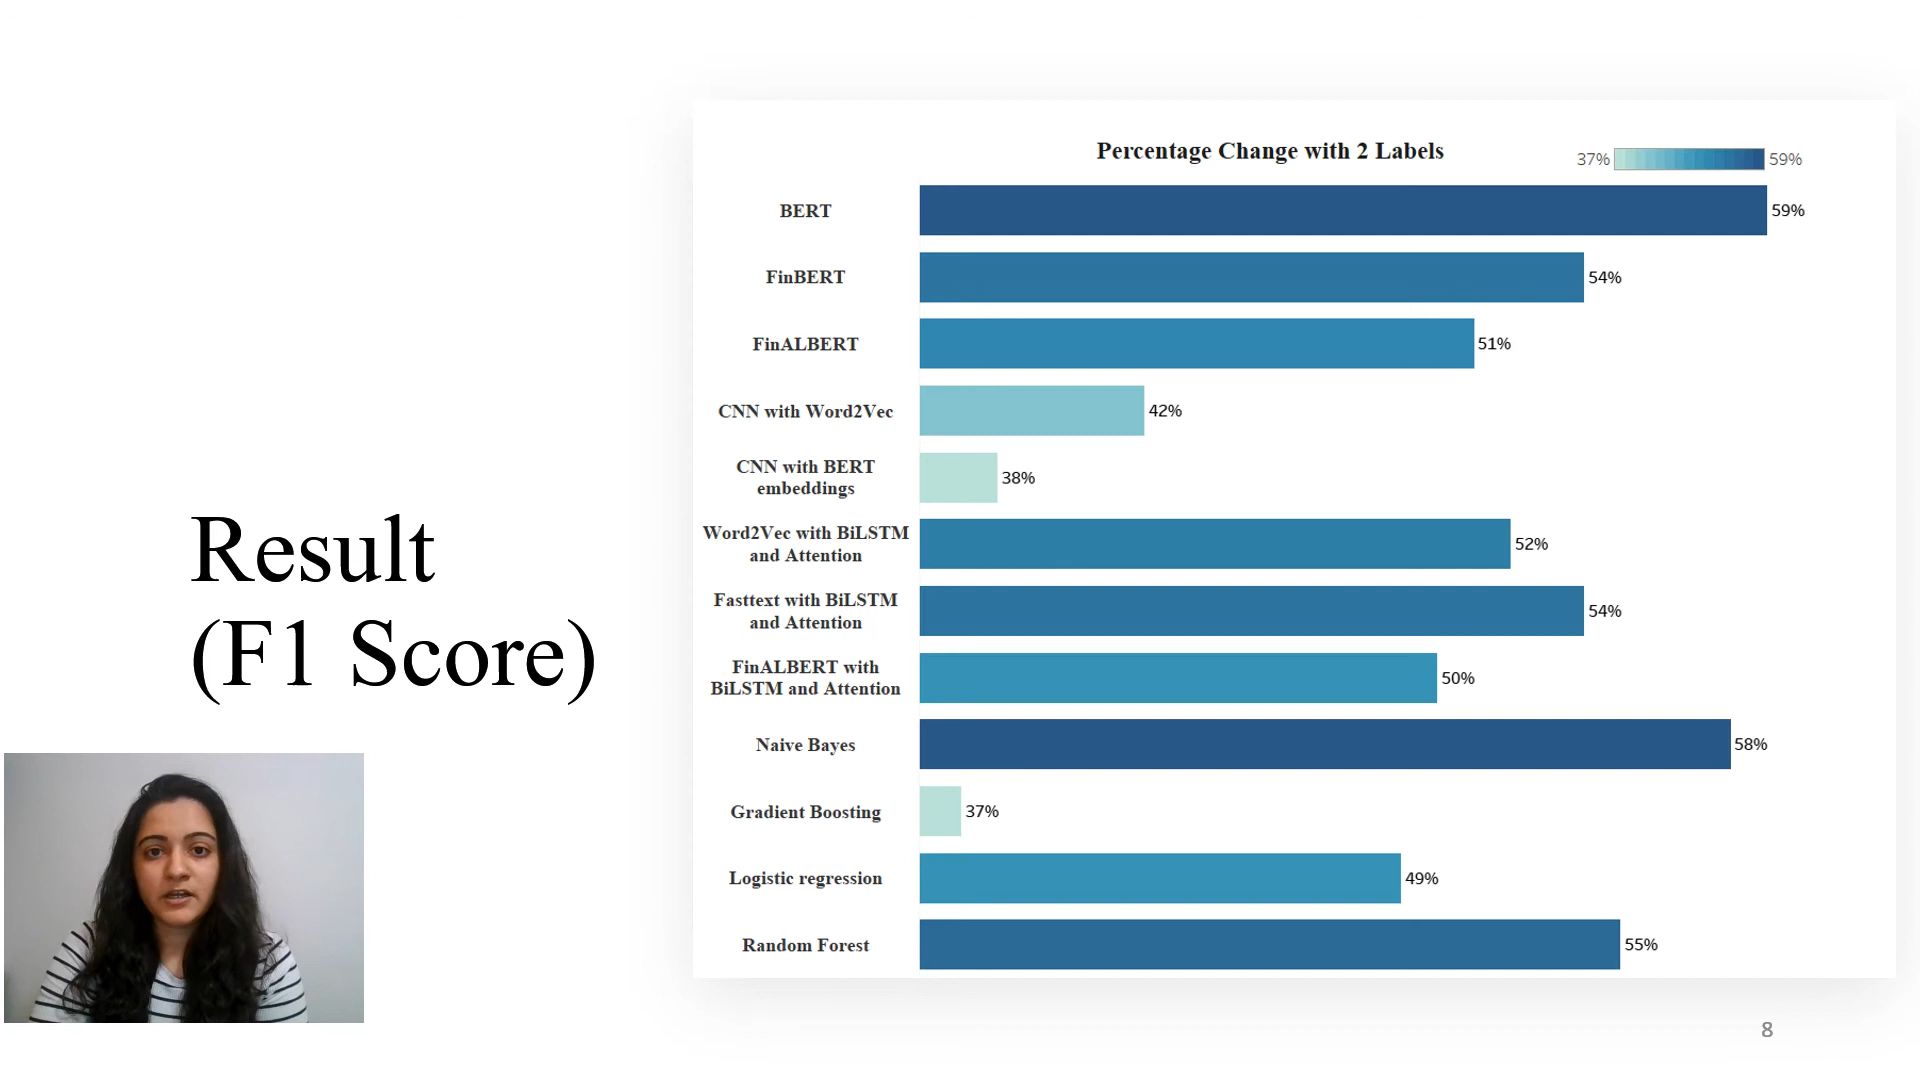 Result
(F1 Score)
Percentage Change with 2 Labels
37% 59%
BERT 59%
FinBERT 54%
FinALBERT 51%
CNN with Word2Vec 42%
CNN with BERT
embeddings 38%
Word2Vec with BiLSTM
and Attention 52%
Fasttext with BiLSTM
and Attention 54%
FinALBERT with
BiLSTM and Attention 50%
Naive Bayes 58%
Gradient Boosting 37%
Logistic regression 49%
Random Forest 55%
8